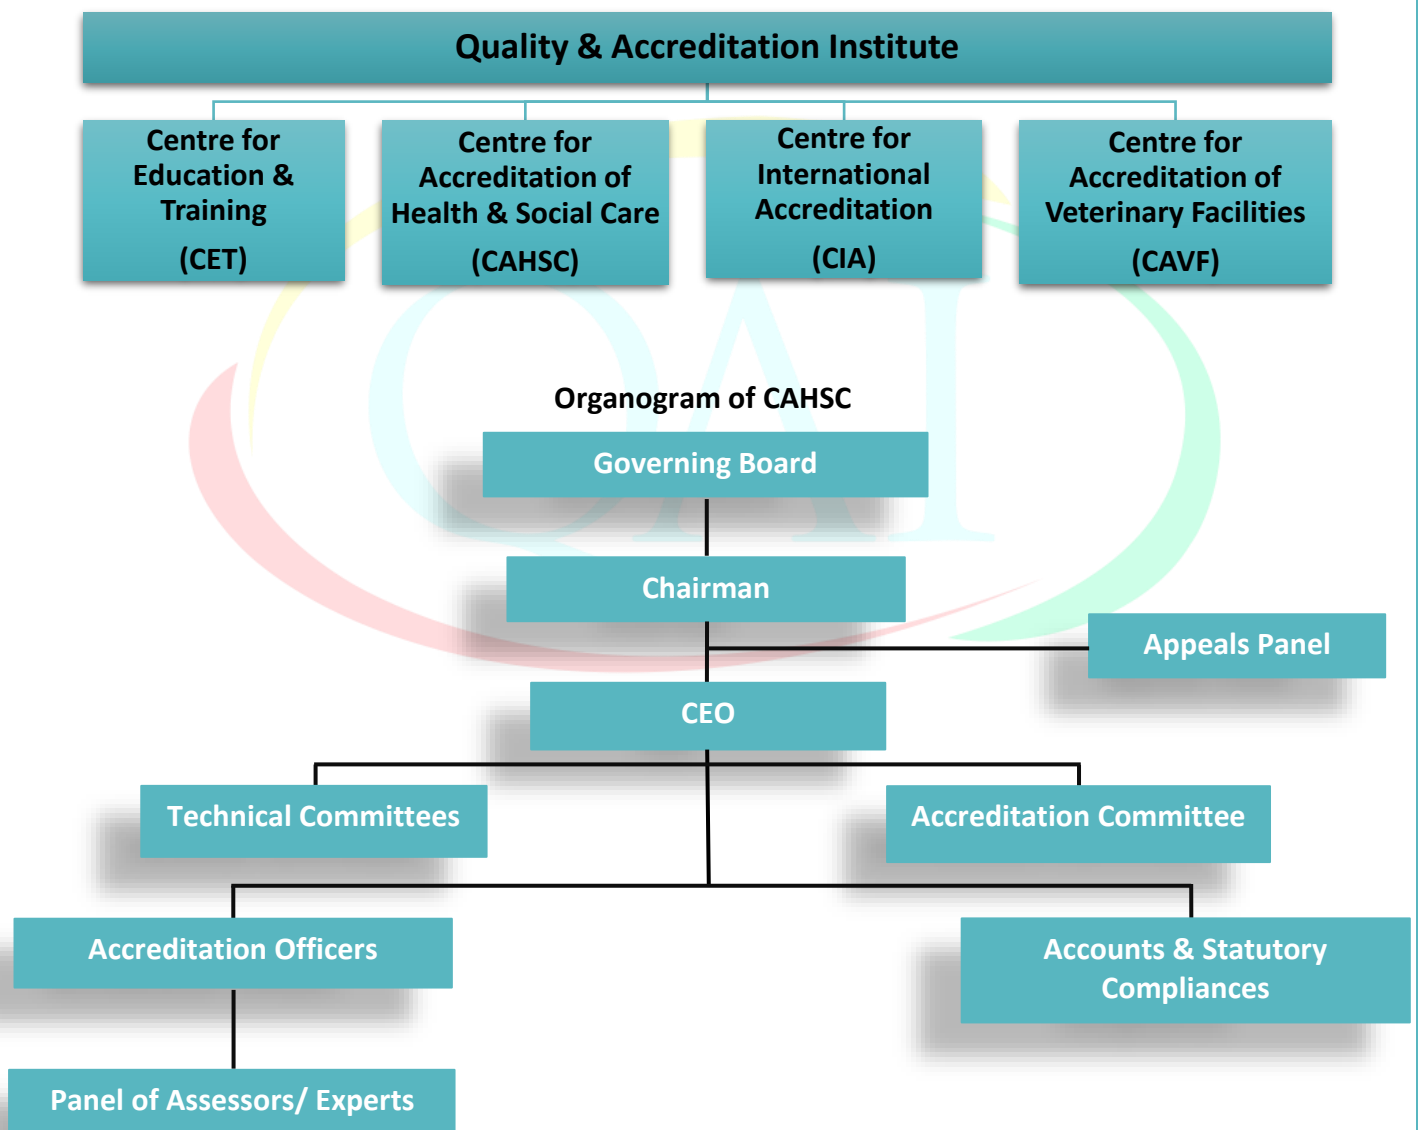 Quality & Accreditation Institute
Centre for
Education &
Training
(CET)
Centre for
Accreditation of
Health & Social Care
(CAHSC)
Centre for
International
Accreditation
(CIA)
Centre for
Accreditation of
Veterinary Facilities
(CAVF)
QAI
Organogram of CAHSC
Governing Board
Chairman
Appeals Panel
CEO
Technical Committees
Accreditation Committee
Accreditation Officers
Accounts & Statutory
Compliances
Panel of Assessors/ Experts